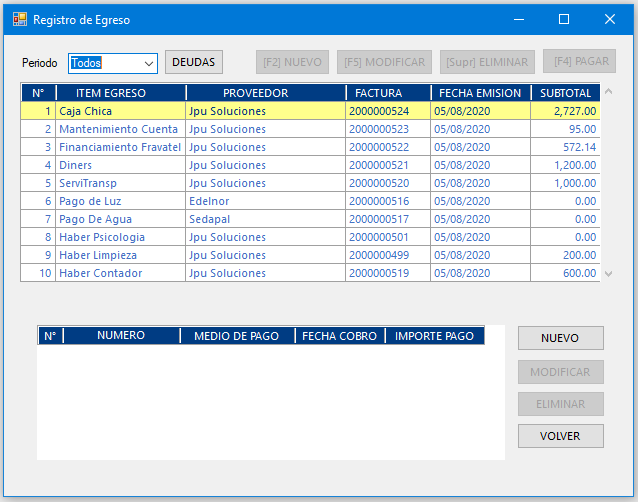 Registro de Egreso
Periodo Todos DEUDAS [F2] NUEVO [F5] MODIFICAR [Supr] ELIMINAR [F4] PAGAR
N° ITEM EGRESO PROVEEDOR FACTURA FECHA EMISION SUBTOTAL
1 Caja Chica Jpu Soluciones 2000000524 05/08/2020 2,727.00
2 Mantenimiento Cuenta Jpu Soluciones 2000000523 05/08/2020 95.00
3 Financiamiento Fravatel Jpu Soluciones 2000000522 05/08/2020 572.14
4 Diners Jpu Soluciones 2000000521 05/08/2020 1,200.00
5 ServiTransp Jpu Soluciones 2000000520 05/08/2020 1,000.00
6 Pago de Luz Edelnor 2000000516 05/08/2020 0.00
7 Pago De Agua Sedapal 2000000517 05/08/2020 0.00
8 Haber Psicologia Jpu Soluciones 2000000501 05/08/2020 0.00
9 Haber Limpieza Jpu Soluciones 2000000499 05/08/2020 200.00
10 Haber Contador Jpu Soluciones 2000000519 05/08/2020 600.00
N° NUMERO MEDIO DE PAGO FECHA COBRO IMPORTE PAGO
NUEVO
MODIFICAR
ELIMINAR
VOLVER